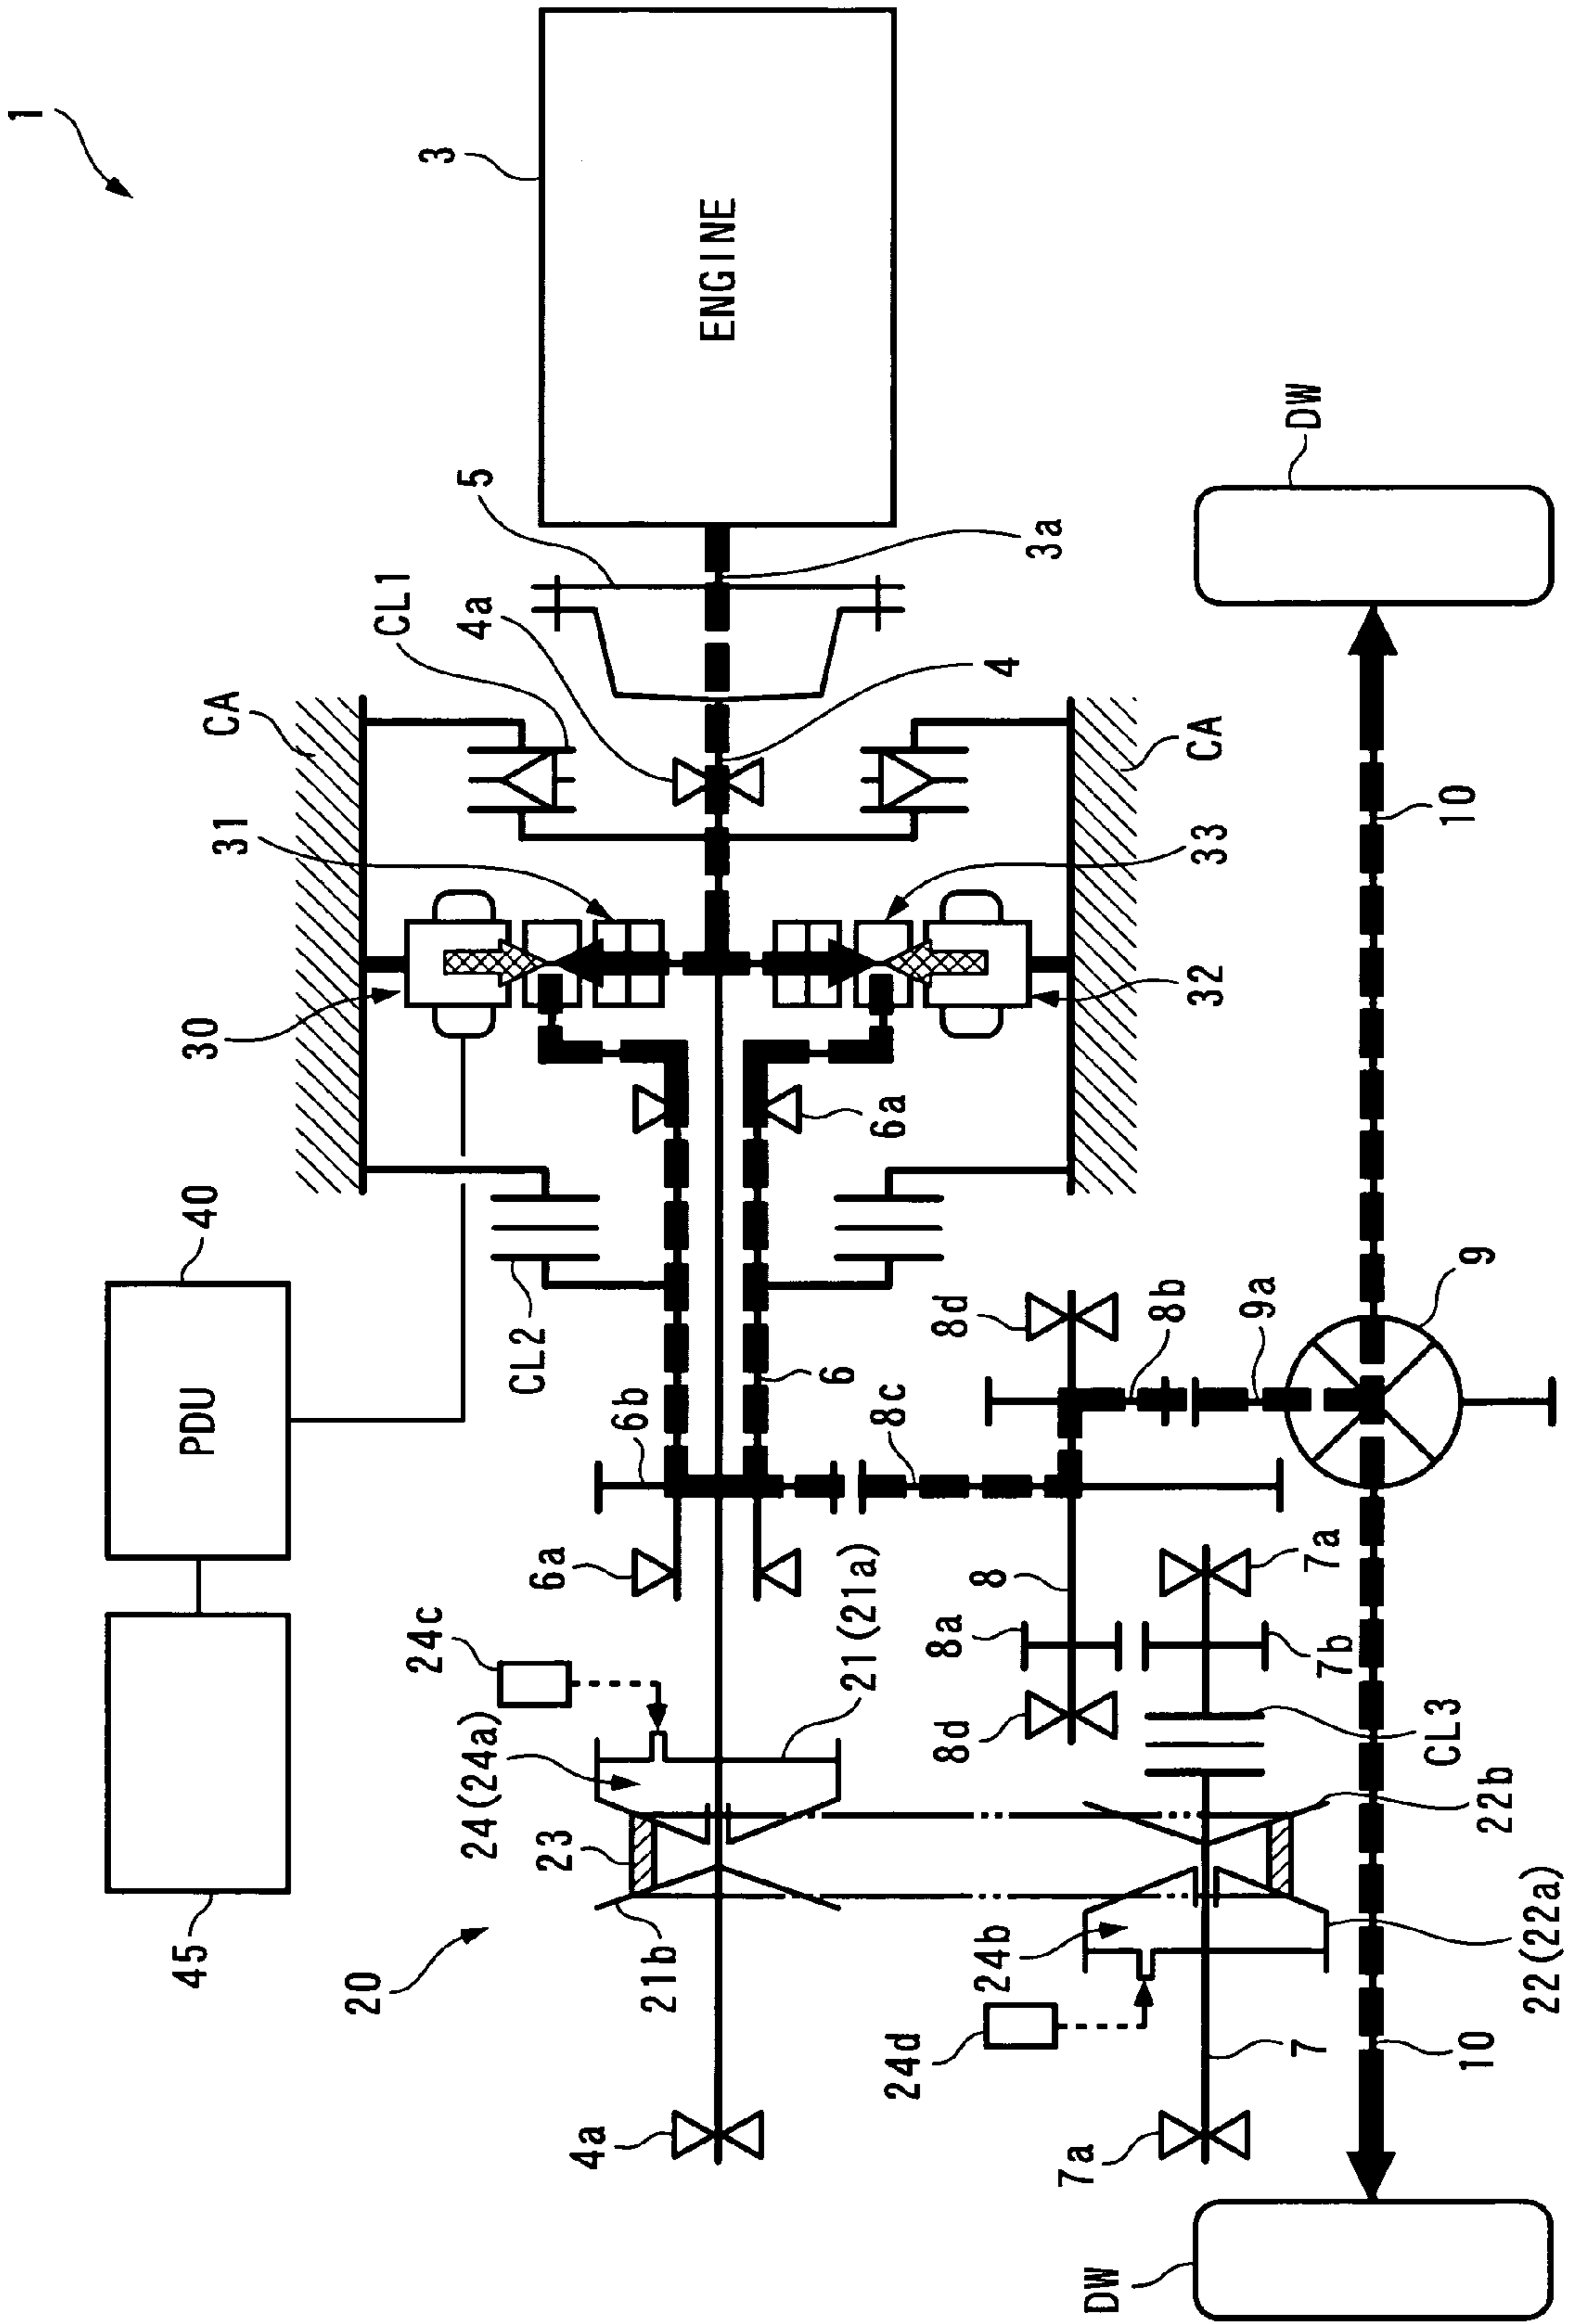 1
45
PDU
40
30
31
CA
20
CL1
24c
3
24(24a)
4a
5
CL2
23
6a
4a
6b
21b
ENGINE
6
21(21a)
8c
6a
24d
8a
8d
8d
24b
8
4
3a
7a
DW
8b
32
33
CA
9a
DW
7
7a
7b
CL3
10
10
9
22b
22(22a)